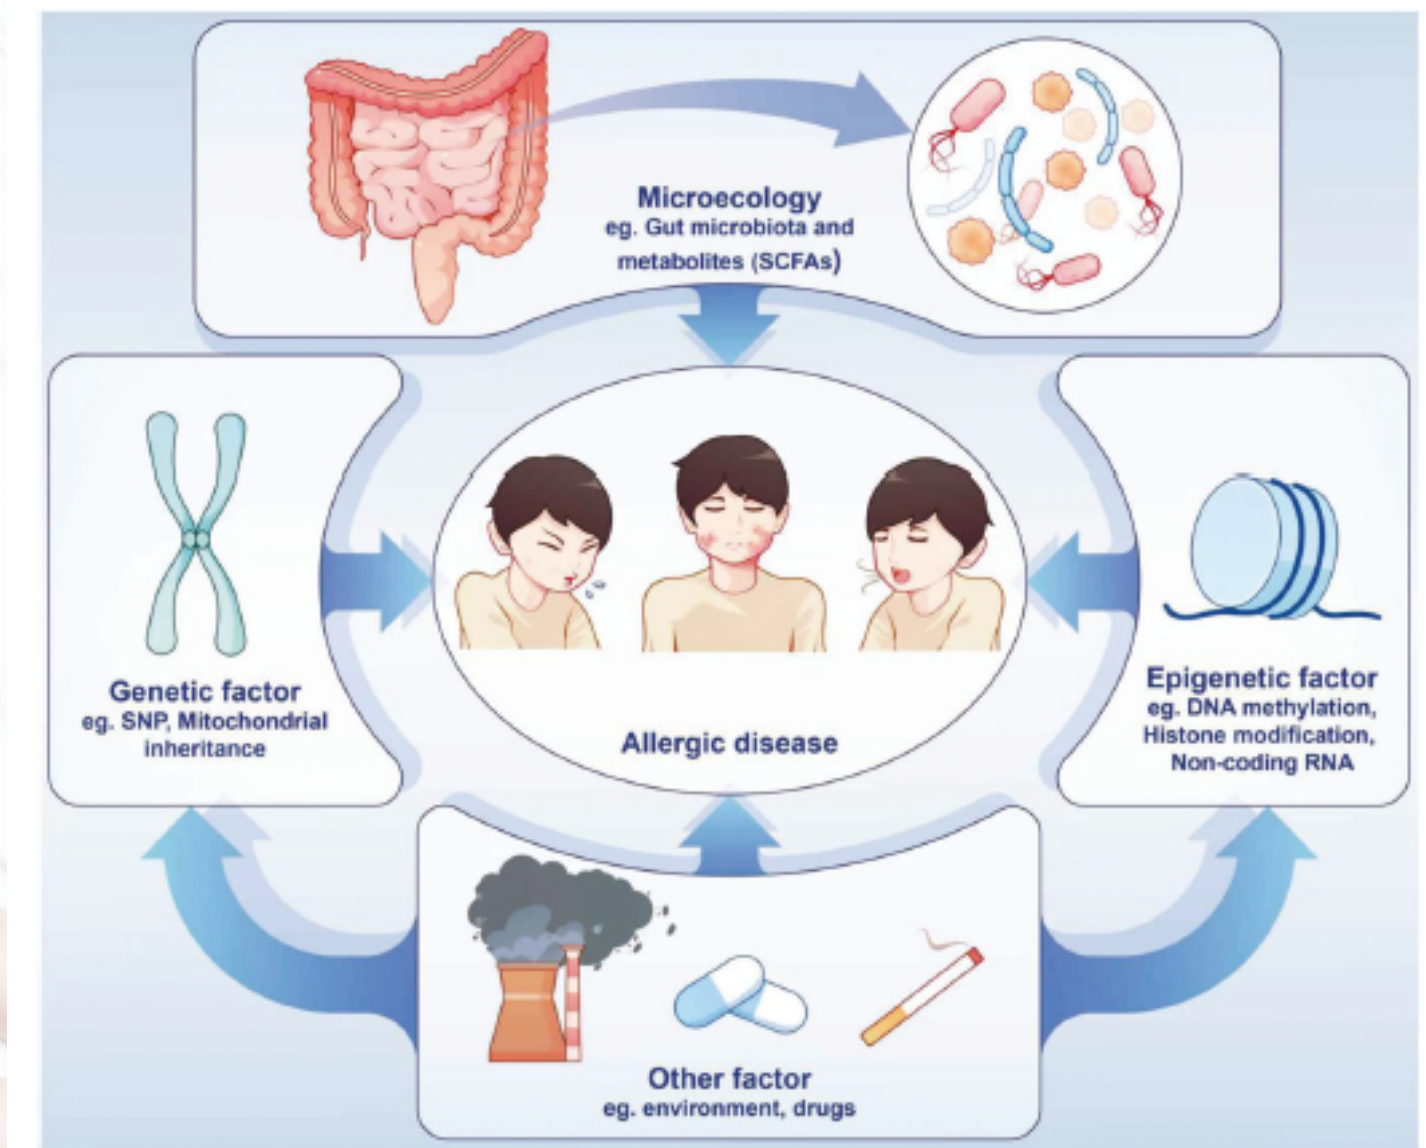 Microecology
eg. Gut microbiota and
metabolites (SCFAs)
Genetic factor
eg. SNP, Mitochondrial
inheritance
Allergic disease
Epigenetic factor
eg. DNA methylation,
Histone modification,
Non-coding RNA
Other factor
eg. environment, drugs